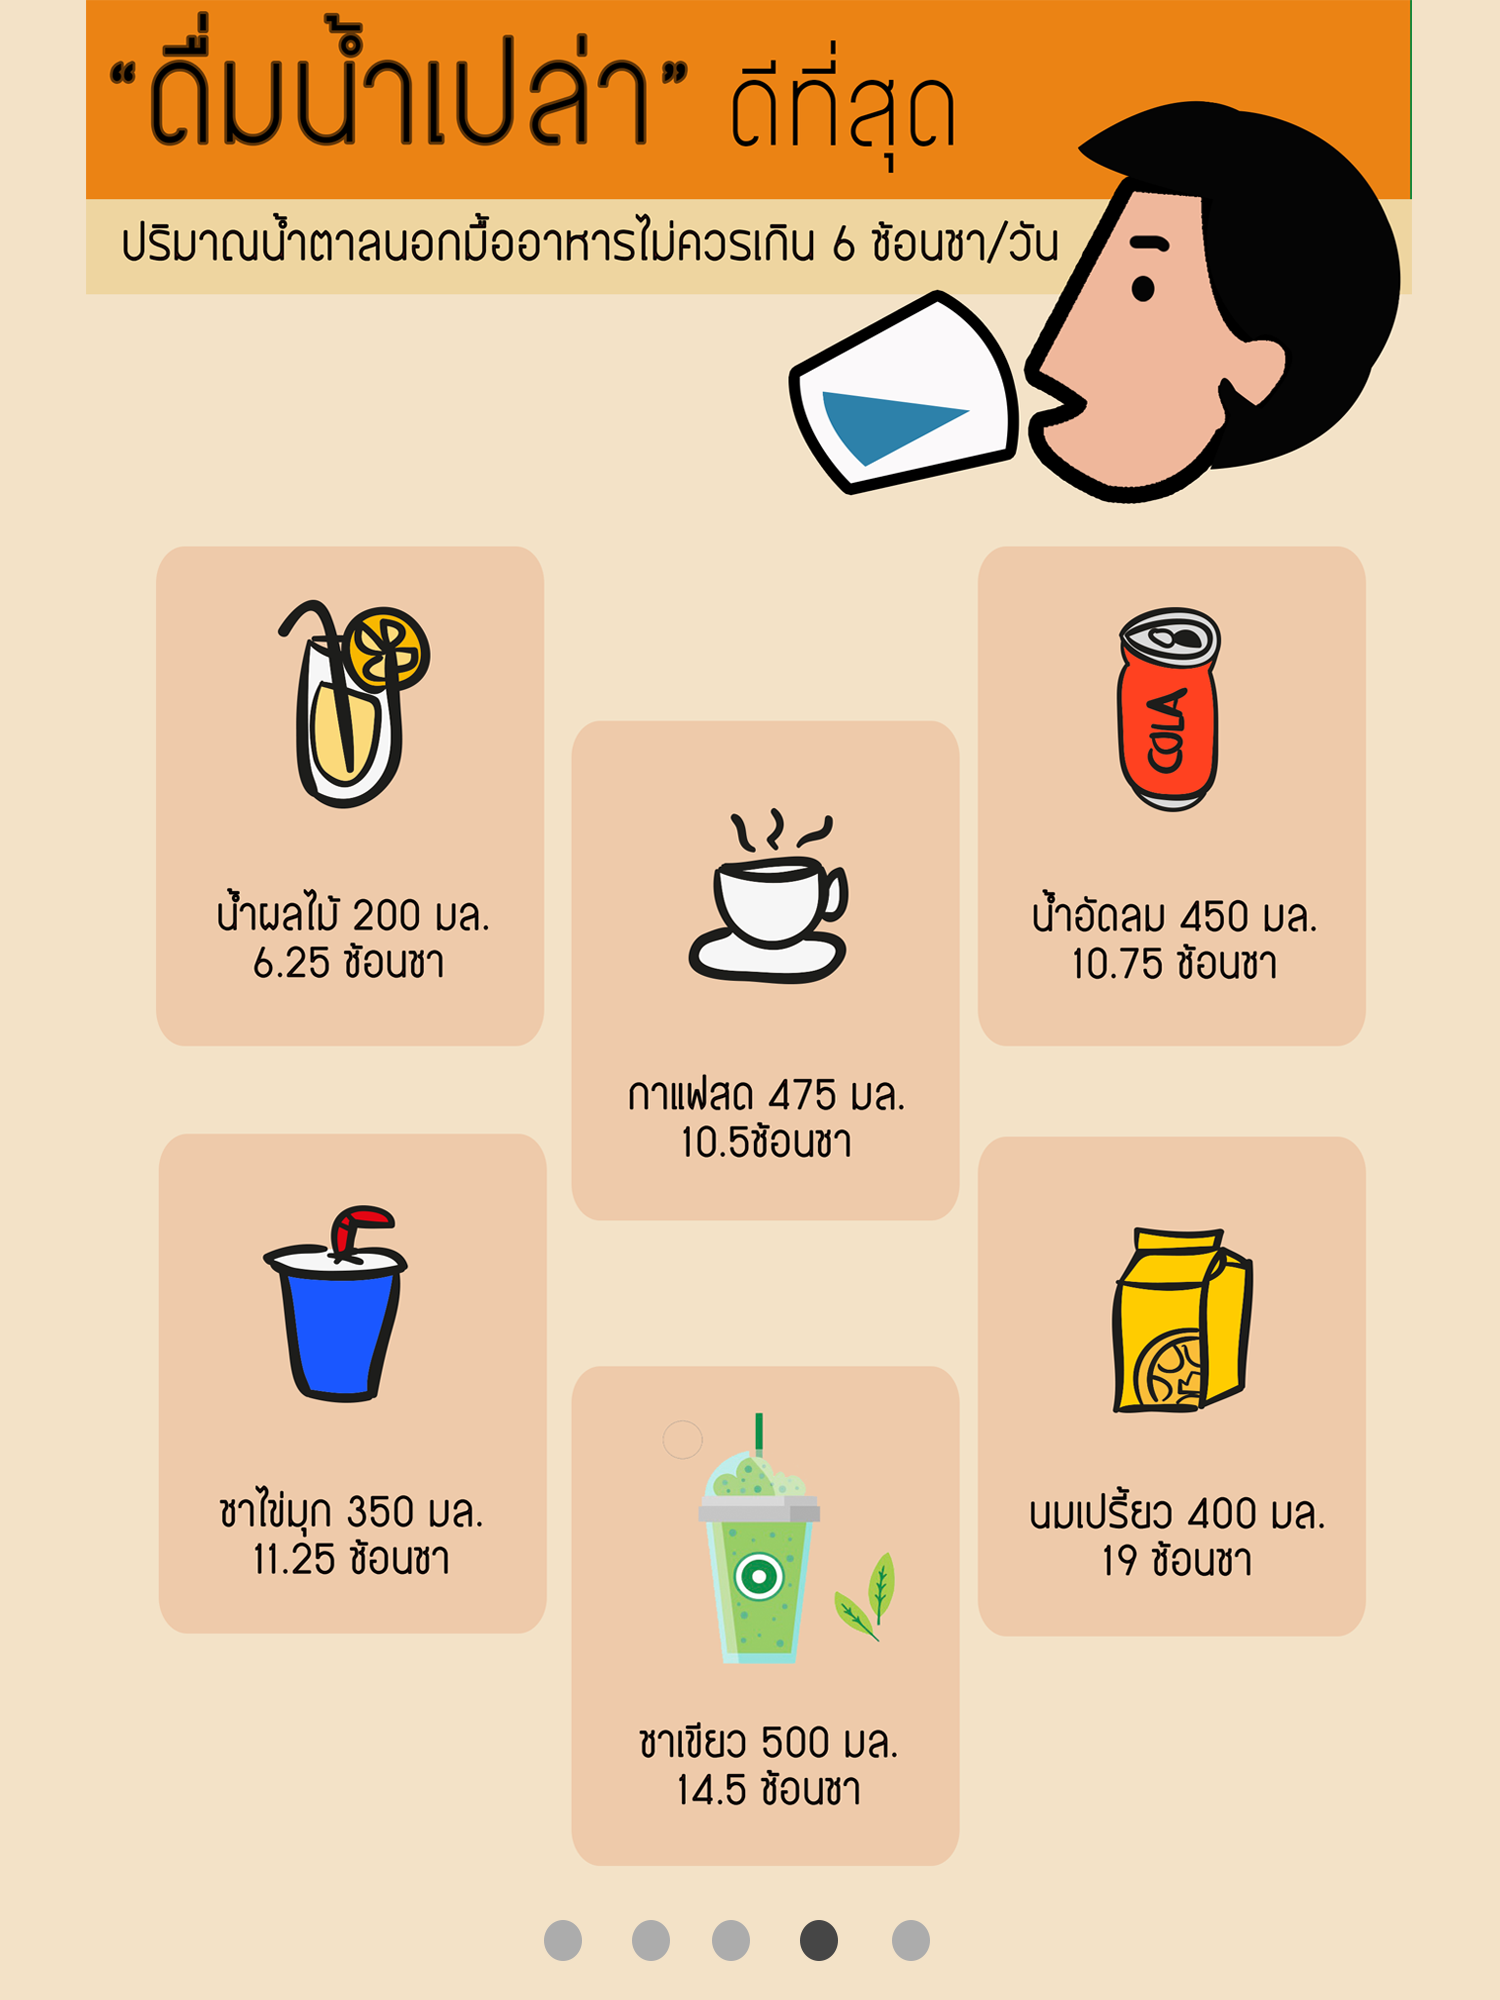 “ดื่มน้ำเปล่า” ดีที่สุด
ปริมาณน้ำตาลนอกมื้ออาหารไม่ควรเกิน 6 ช้อนชา/วัน
น้ำผลไม้ 200 มล.
6.25 ช้อนชา
COLA
น้ำอัดลม 450 มล.
10.75 ช้อนชา
กาแฟสด 475 มล.
10.5ช้อนชา
ชาไข่มุก 350 มล.
11.25 ช้อนชา
นมเปรี้ยว 400 มล.
19 ช้อนชา
ชาเขียว 500 มล.
14.5 ช้อนชา